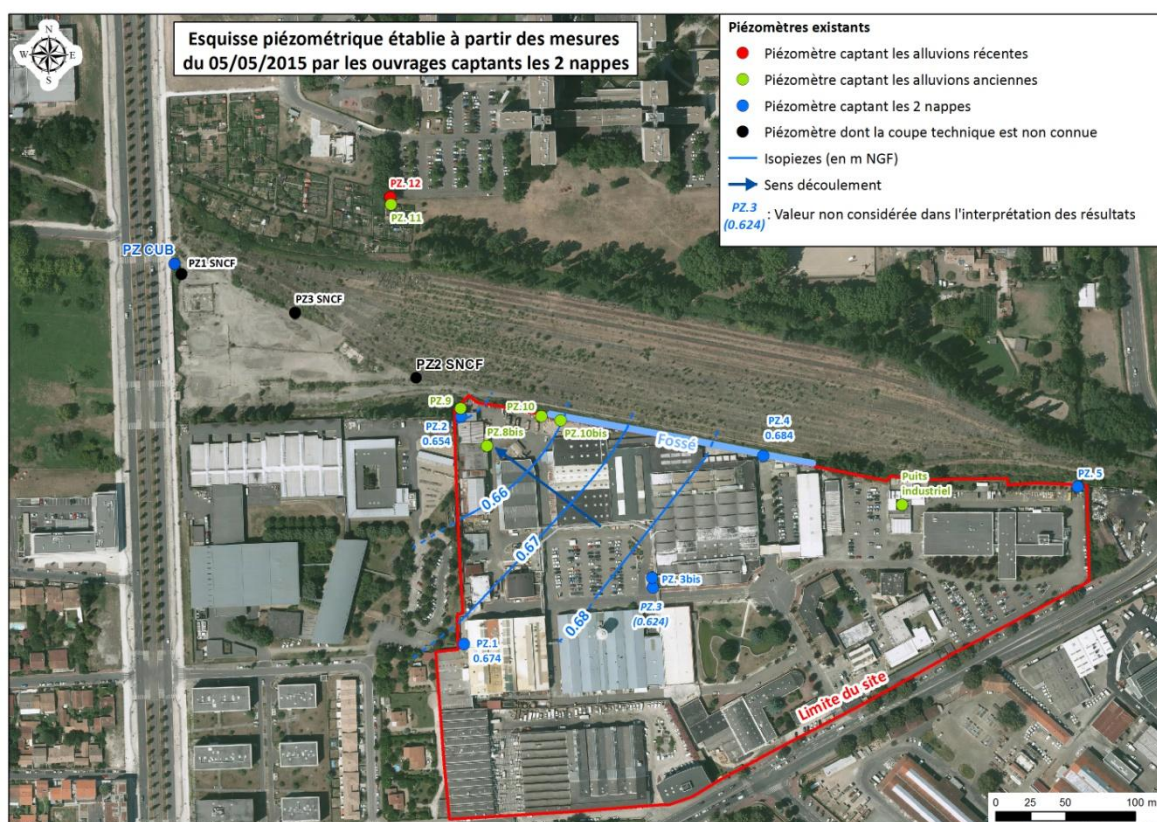 N
W E
S
Esquisse piézométrique établie à partir des mesures
du 05/05/2015 par les ouvrages captants les 2 nappes
Piézomètres existants
Piézomètre captant les alluvions récentes
Piézomètre captant les alluvions anciennes
Piézomètre captant les 2 nappes
Piézomètre dont la coupe technique est non connue
Isopiezes (en m NGF)
Sens découlement
PZ.3
(0.624)
: Valeur non considérée dans l'interprétation des résultats
PZ. 12
PZ. 11
PZ CUB
PZ1 SNCF
PZ3 SNCF
PZ2 SNCF
PZ.9
PZ.2
0.654
PZ.8bis
PZ.10
PZ.10bis
Fossé
PZ.4
0.684
Puits
industriel
PZ. 5
0.66
0.67
0.68
PZ. 3bis
PZ.3
(0.624)
PZ.1
0.674
Limite du site
0 25 50 100 m